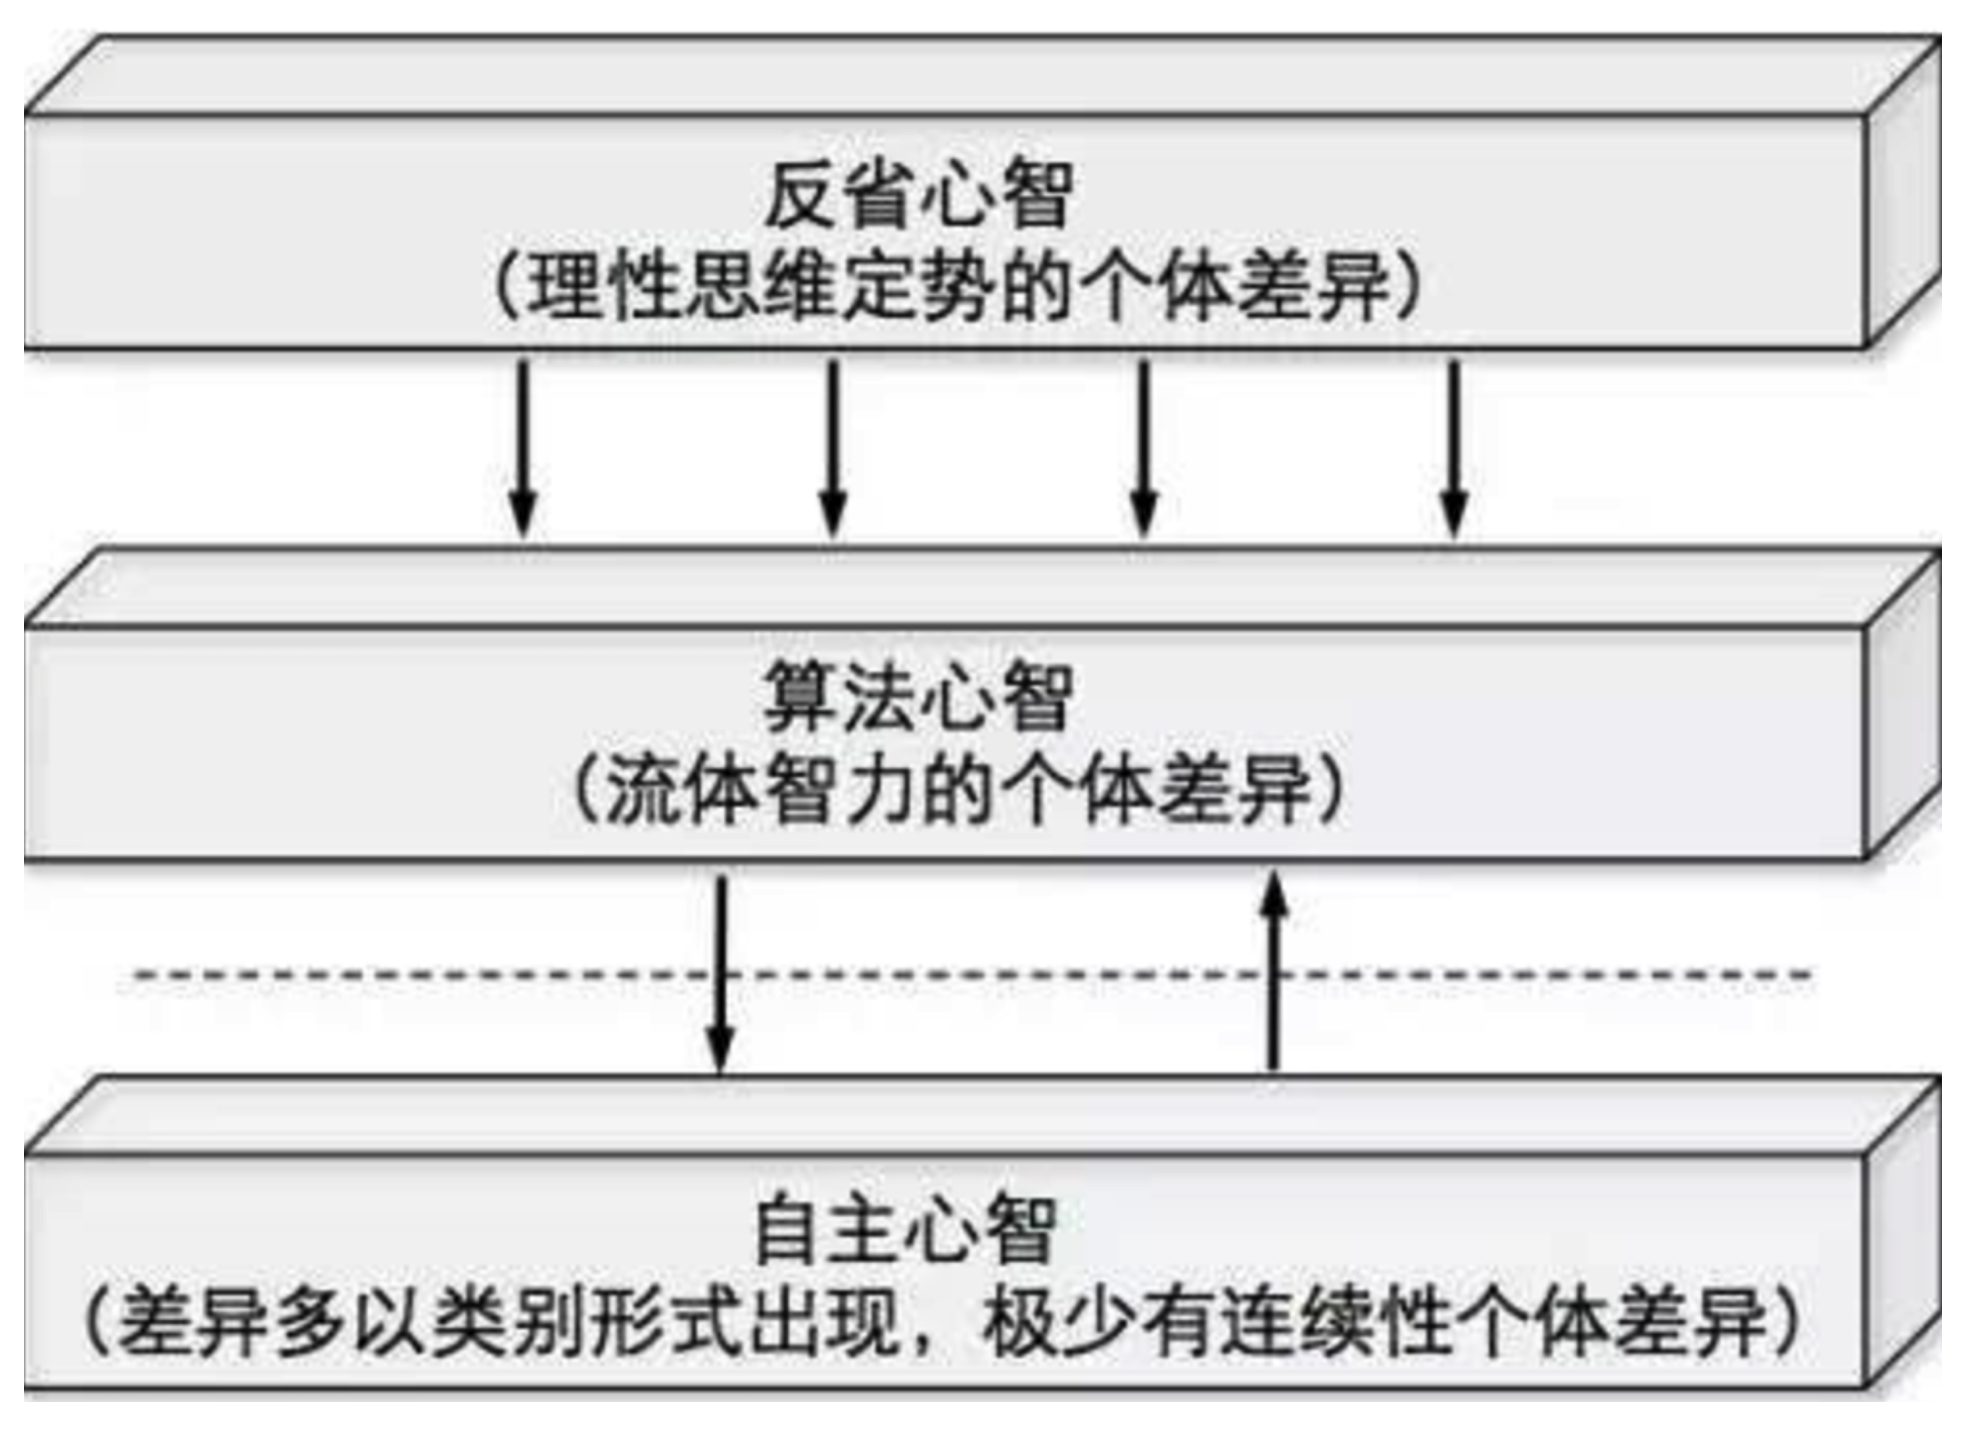 反省心智
（理性思维定势的个体差异）
算法心智
（流体智力的个体差异）
自主心智
（差异多以类别形式出现，极少有连续性个体差异）